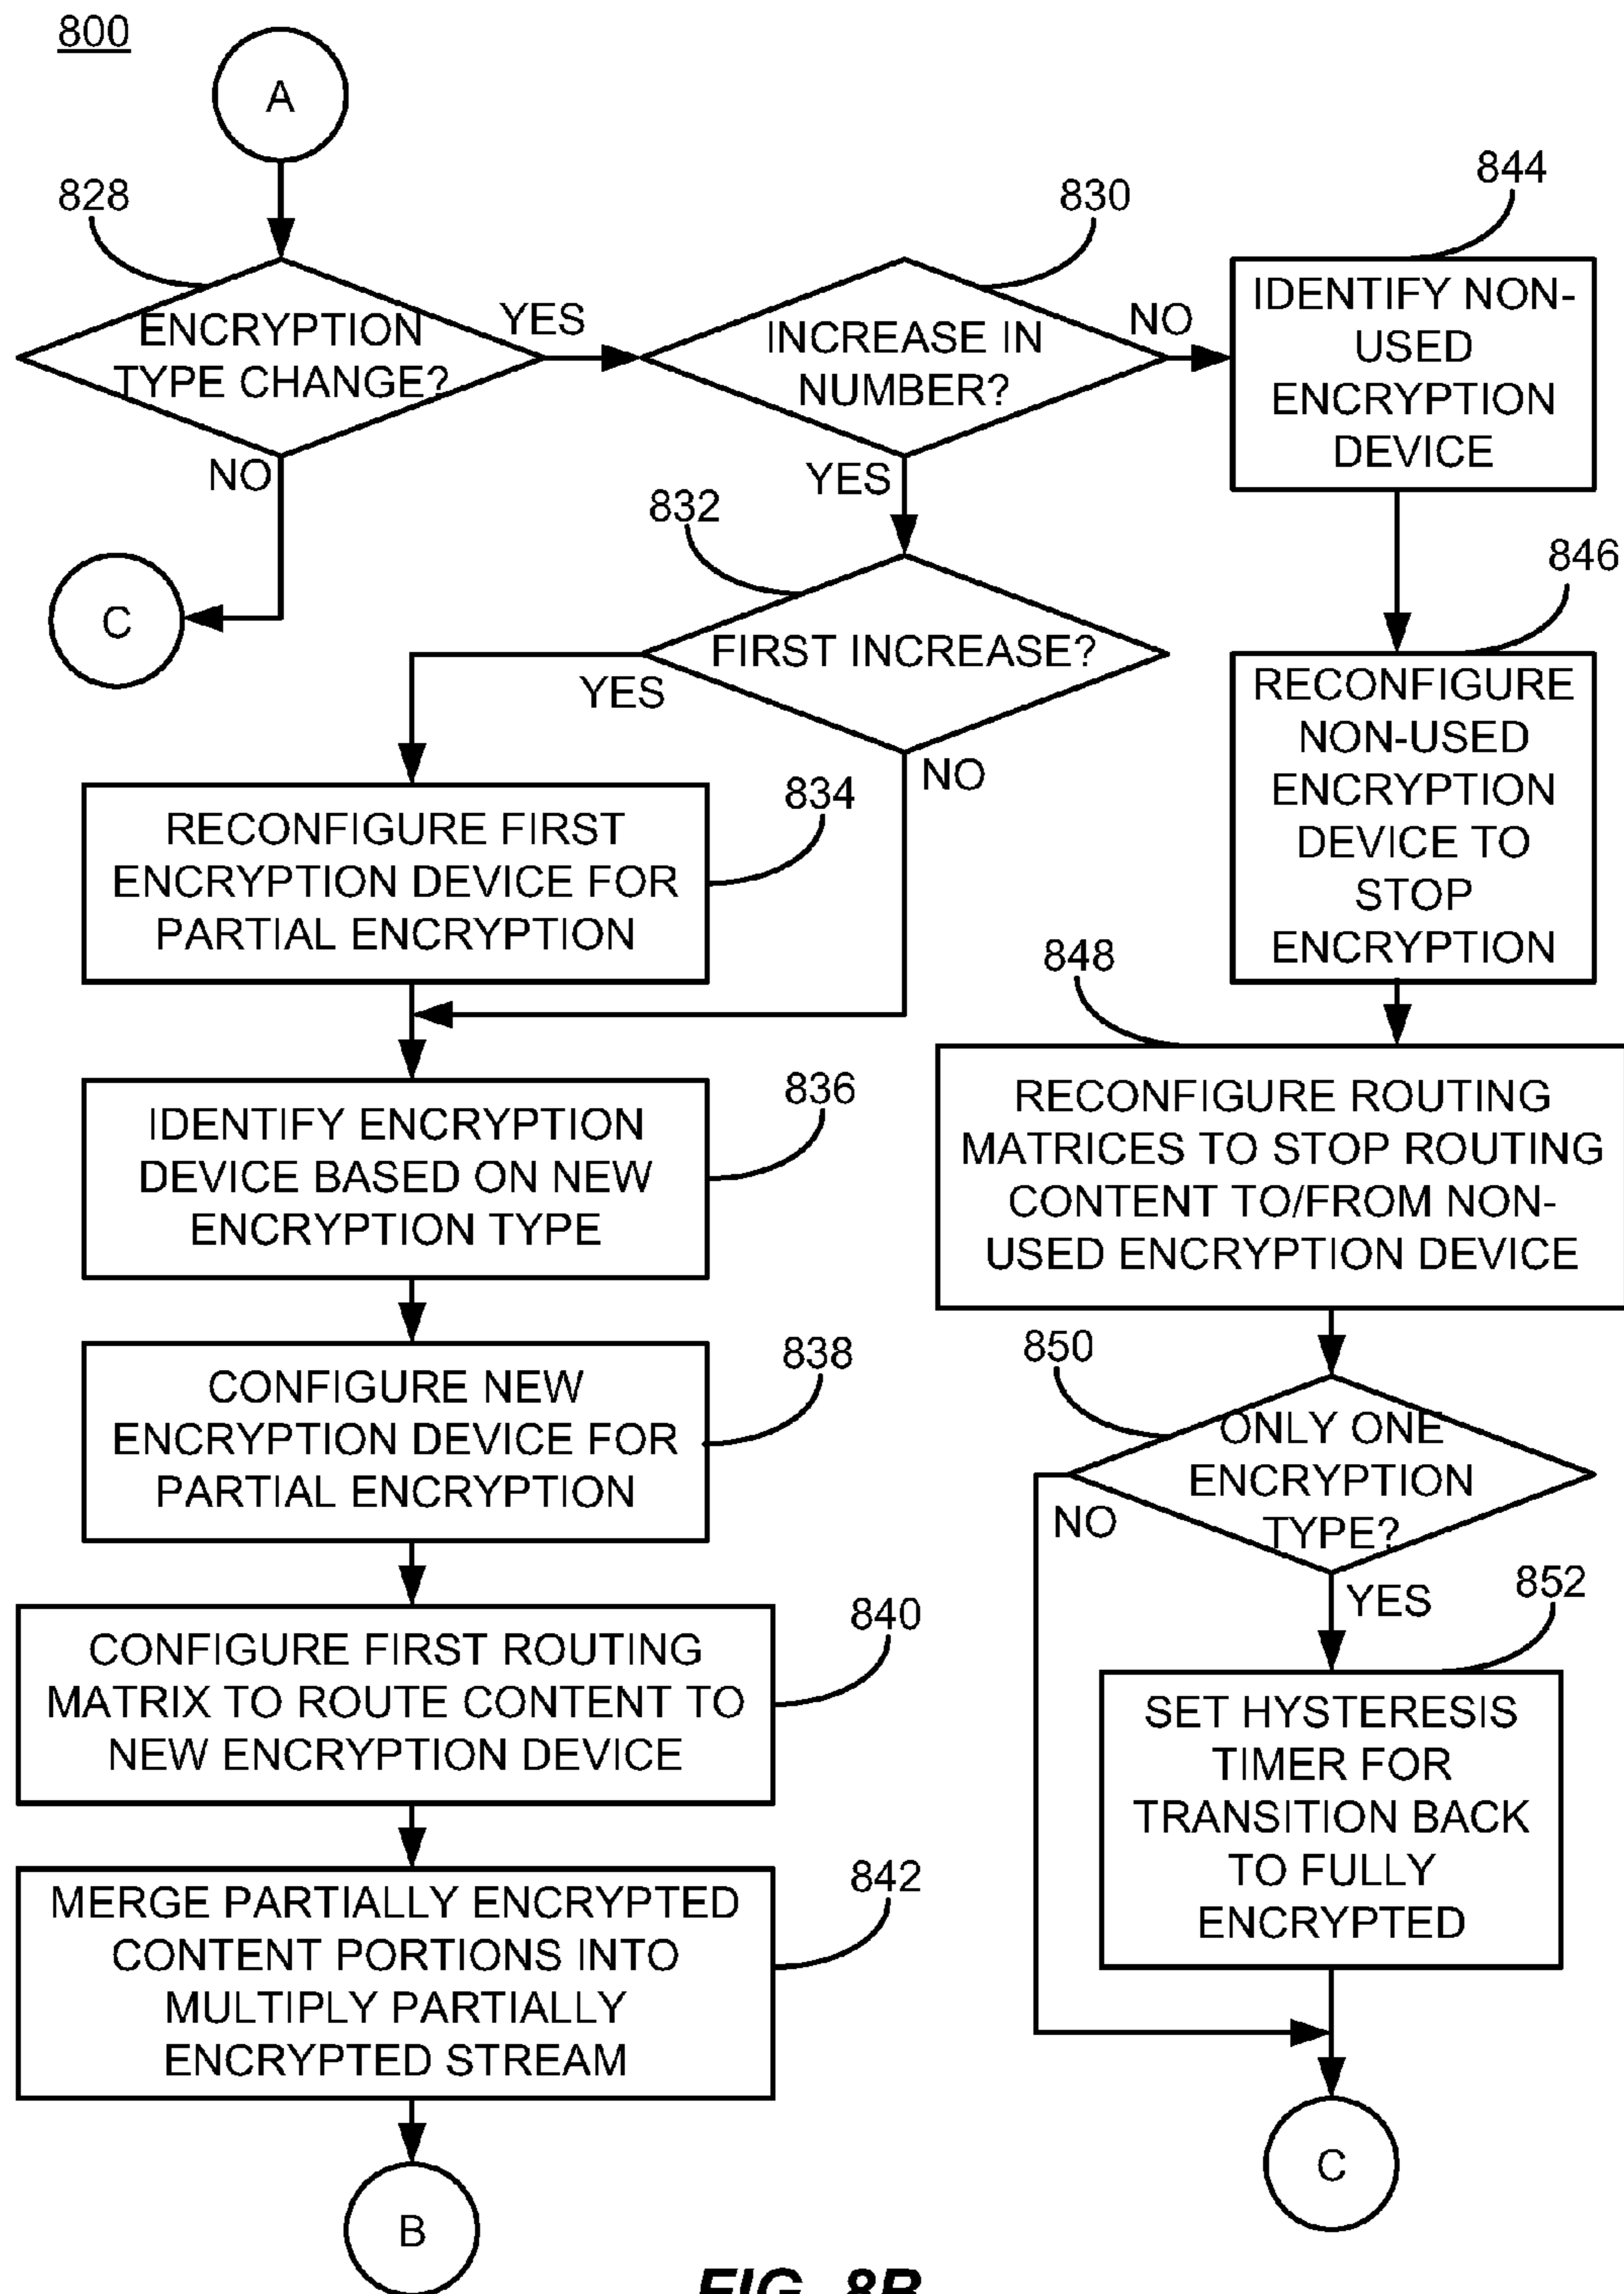 800
A
828
830
844
ENCRYPTION
TYPE CHANGE?
YES
NO
INCREASE IN
NUMBER?
NO
YES
IDENTIFY NON-
USED
ENCRYPTION
DEVICE
C
832
FIRST INCREASE?
YES
NO
846
RECONFIGURE
NON-USED
ENCRYPTION
DEVICE TO
STOP
ENCRYPTION
834
RECONFIGURE FIRST
ENCRYPTION DEVICE FOR
PARTIAL ENCRYPTION
848
RECONFIGURE ROUTING
MATRICES TO STOP ROUTING
CONTENT TO/FROM NON-
USED ENCRYPTION DEVICE
836
IDENTIFY ENCRYPTION
DEVICE BASED ON NEW
ENCRYPTION TYPE
838
CONFIGURE NEW
ENCRYPTION DEVICE FOR
PARTIAL ENCRYPTION
850
ONLY ONE
ENCRYPTION
TYPE?
NO
YES
840
CONFIGURE FIRST ROUTING
MATRIX TO ROUTE CONTENT TO
NEW ENCRYPTION DEVICE
852
SET HYSTERESIS
TIMER FOR
TRANSITION BACK
TO FULLY
ENCRYPTED
842
MERGE PARTIALLY ENCRYPTED
CONTENT PORTIONS INTO
MULTIPLY PARTIALLY
ENCRYPTED STREAM
B
C
FIG. 8B